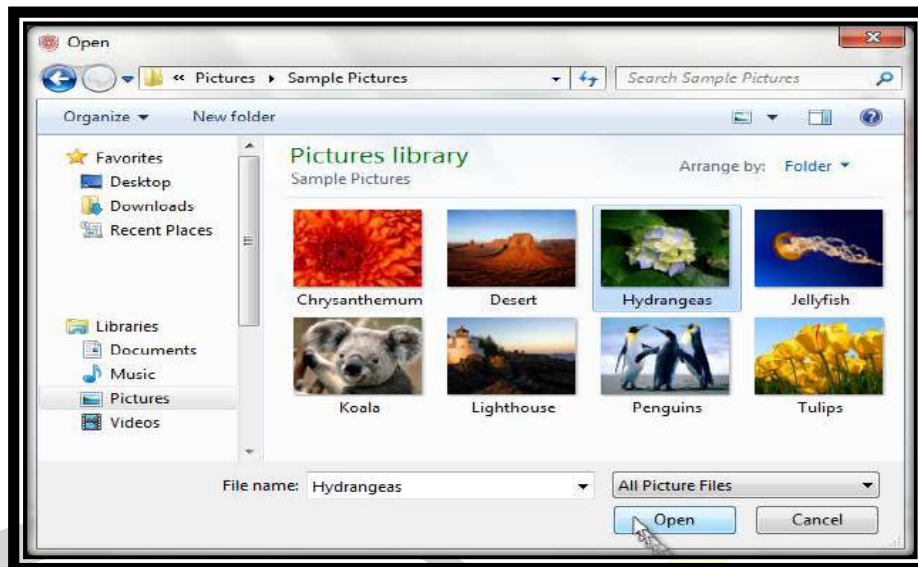 Open
« Pictures ▸ Sample Pictures Search Sample Pictures
Organize New folder
Favorites
Desktop
Downloads
Recent Places
Libraries
Documents
Music
Pictures
Videos
Pictures library
Sample Pictures
Arrange by: Folder
Chrysanthemum Desert Hydrangeas Jellyfish
Koala Lighthouse Penguins Tulips
File name: Hydrangeas All Picture Files
Open Cancel